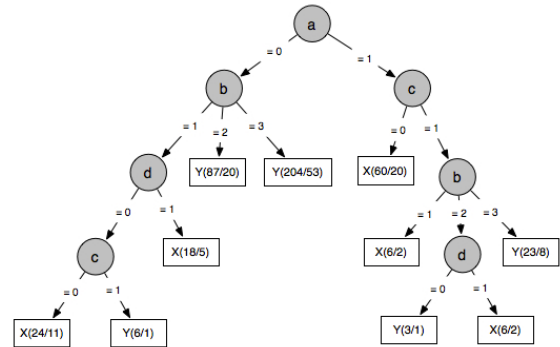 a
= 0
= 1
b
c
= 1
= 2
= 3
= 0
= 1
d
Y(87/20)
Y(204/53)
X(60/20)
b
= 0
= 1
= 1
= 2
= 3
c
X(18/5)
X(6/2)
d
Y(23/8)
= 0
= 1
= 0
= 1
X(24/11)
Y(6/1)
Y(3/1)
X(6/2)